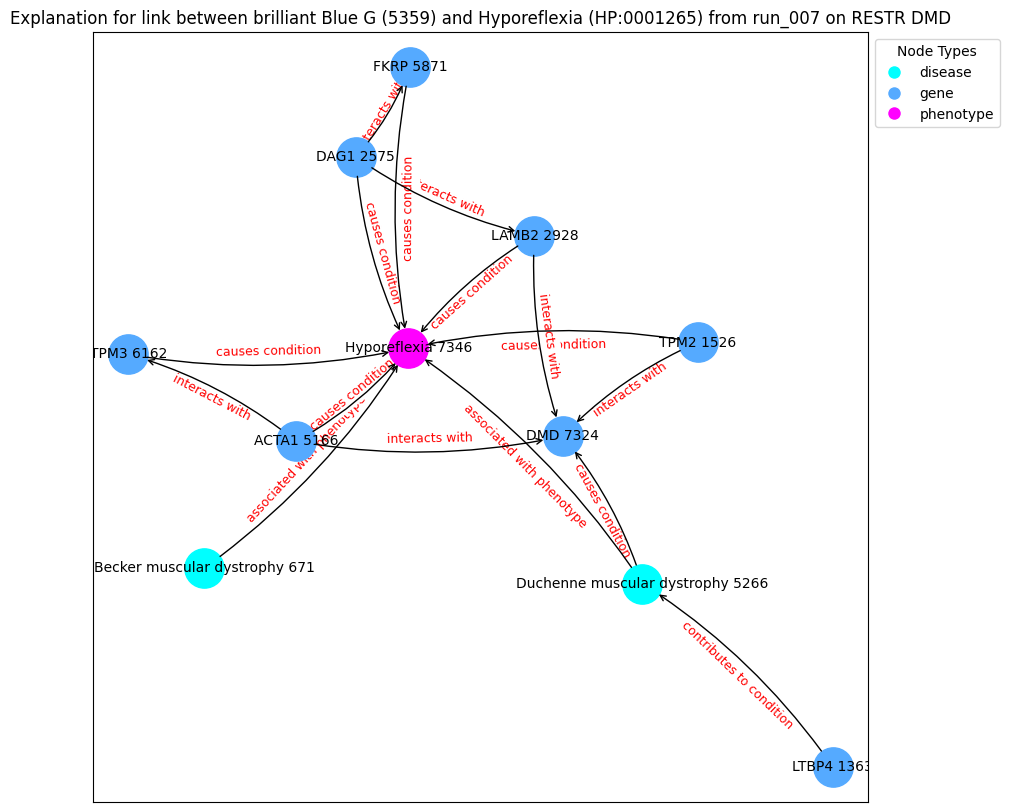 Explanation for link between brilliant Blue G (5359) and Hyporeflexia (HP:0001265) from run_007 on RESTR DMD
Node Types
disease
gene
phenotype
FKRP 5871
DAG1 2575
causes condition
with
causes condition
LAMB2 2928
causes condition
interacts with
TPM3 6162
causes condition
Hyporeflexia 7346
TPM2 1526
condition
interacts with
interacts with
causes condition
ACTA1 5166
associated with phenotype
interacts with
DMD 7324
associated with phenotype
causes condition
Becker muscular dystrophy 671
Duchenne muscular dystrophy 5266
contributes to condition
LTBP4 1363